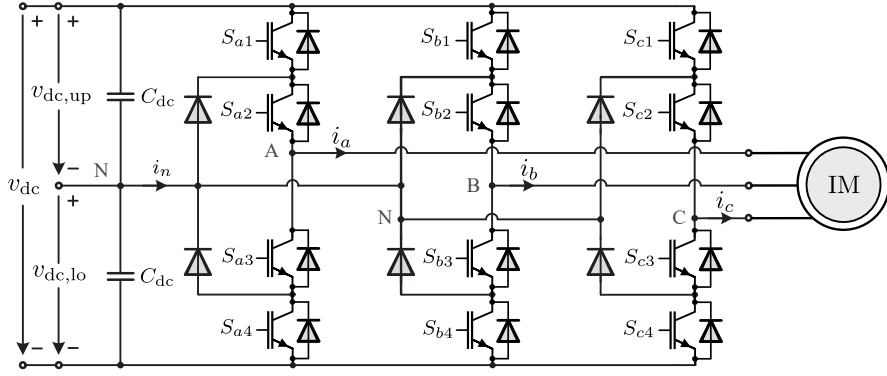 + +
S_{a1} S_{b1} S_{c1}
v_{dc,up} C_{dc} S_{a2} S_{b2} S_{c2}
A i_a
− N i_n
v_{dc} + B i_b IM
N C i_c
v_{dc,lo} C_{dc} S_{a3} S_{b3} S_{c3}
S_{a4} S_{b4} S_{c4}
− −